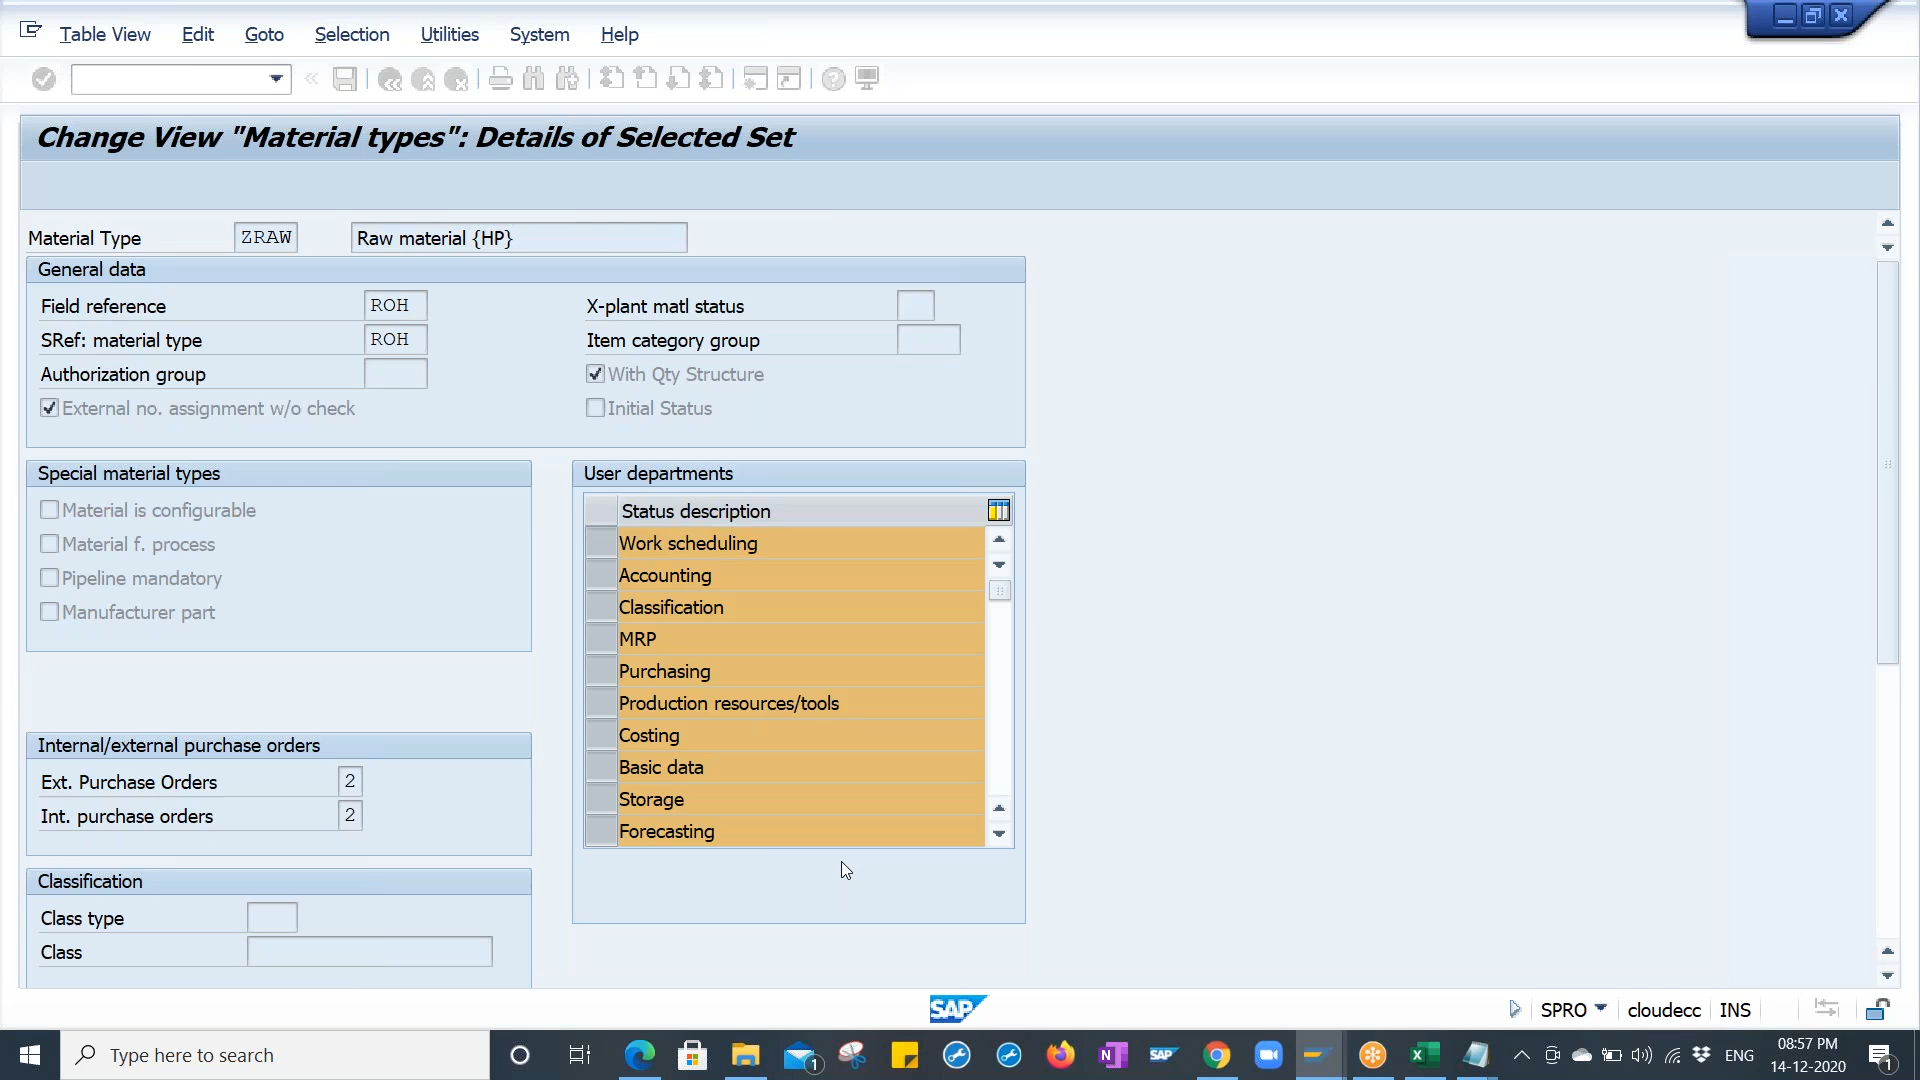 Table View Edit Goto Selection Utilities System Help
Change View "Material types": Details of Selected Set
Material Type ZRAW Raw material {HP}
General data
Field reference ROH X-plant matl status
SRef: material type ROH Item category group
Authorization group With Qty Structure
External no. assignment w/o check Initial Status
Special material types
Material is configurable
Material f. process
Pipeline mandatory
Manufacturer part
User departments
Status description
Work scheduling
Accounting
Classification
MRP
Purchasing
Production resources/tools
Costing
Basic data
Storage
Forecasting
Internal/external purchase orders
Ext. Purchase Orders 2
Int. purchase orders 2
Classification
Class type
Class
SAP SPRO cloudecc INS
Type here to search 1 N SAP ENG 08:57 PM 1
14-12-2020